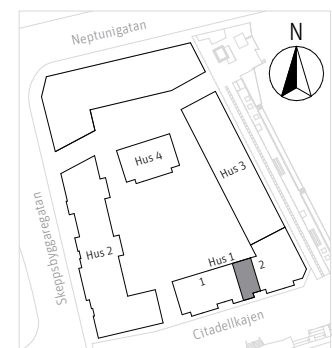 Neptunigatan
N
Hus 4
Hus 3
Skeppsbyggaregatan
Hus 2
Hus 1
1
2
Citadellkajen